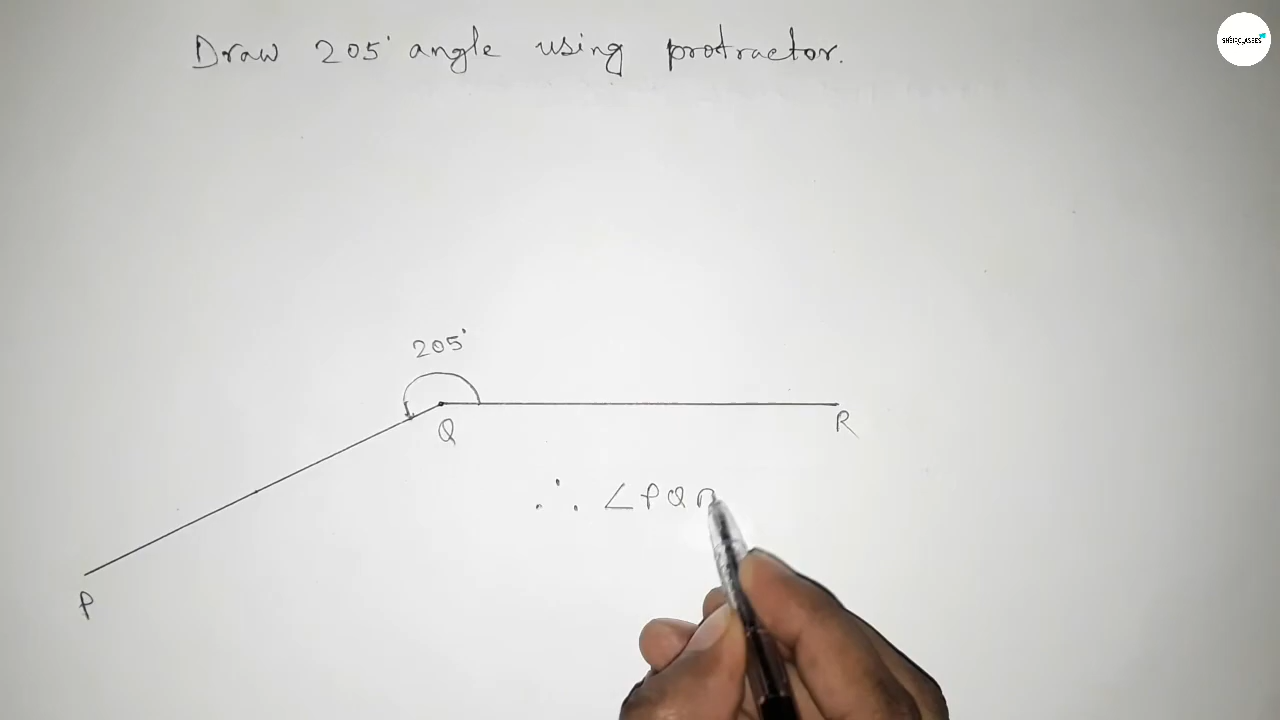 Draw 205° angle using protractor.
205°
Q
R
∴ ∠PQR
P